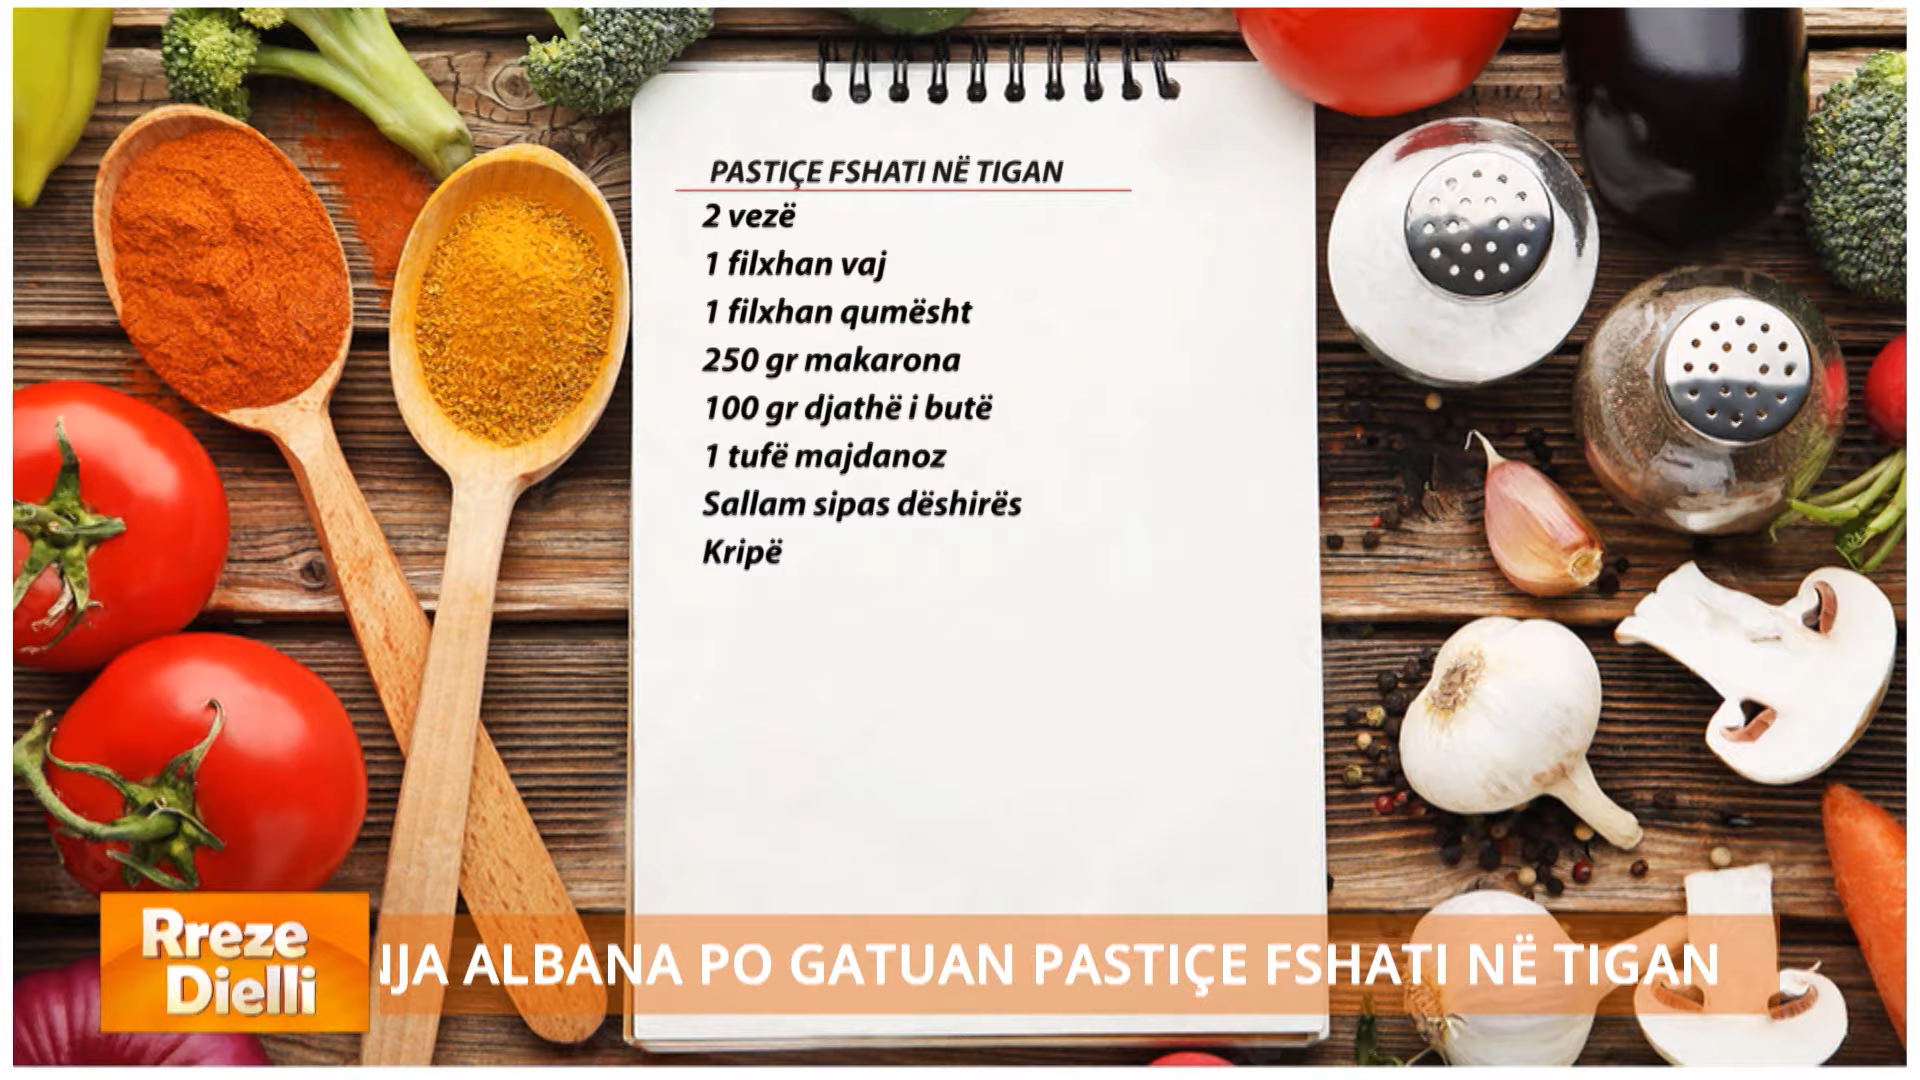 PASTIÇE FSHATI NË TIGAN
2 vezë
1 filxhan vaj
1 filxhan qumësht
250 gr makarona
100 gr djathë i butë
1 tufë majdanoz
Sallam sipas dëshirës
Kripë
Rreze
Dielli
ALBANA PO GATUAN PASTIÇE FSHATI NË TIGAN